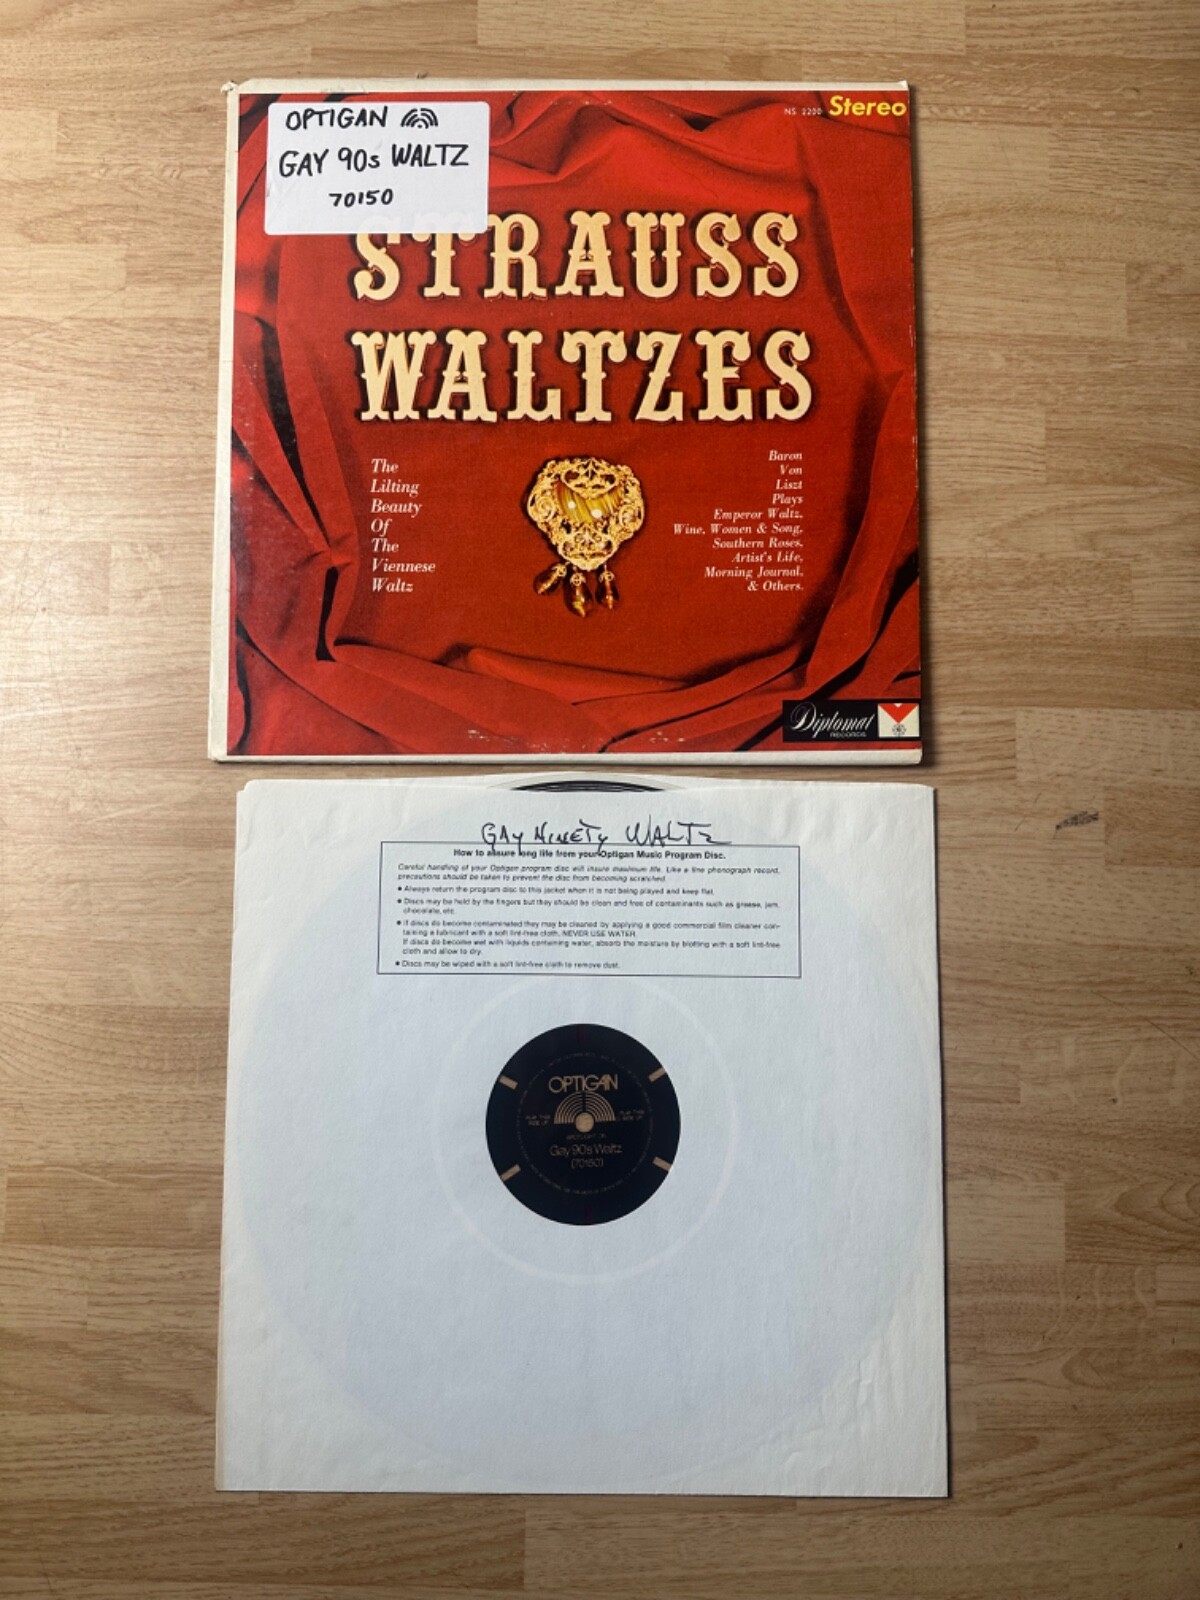 OPTIGAN
GAY 90s WALTZ
70150
NS 2200 Stereo
STRAUSS
WALTZES
The
Lilting
Beauty
Of
The
Viennese
Waltz
Baron
Von
Liszt
Plays
Emperor Waltz,
Wine, Women & Song,
Southern Roses,
Artist's Life,
Morning Journal,
& Others.
Diplomat
RECORDS
GAY NINETY WALTZ
How to assure long life from your Optigan Music Program Disc.
Careful handling of your Optigan program disc will insure maximum life. Like a fine phonograph record,
precautions should be taken to prevent the disc from becoming scratched.
• Always return the program disc to this jacket when it is not being played and keep flat.
• Discs may be held by the fingers but they should be clean and free of contaminants such as grease, jam,
chocolate, etc.
• If discs do become contaminated they may be cleaned by applying a good commercial film cleaner con-
taining a lubricant with a soft lint-free cloth. NEVER USE WATER.
If discs do become wet with liquids containing water, absorb the moisture by blotting with a soft lint-free
cloth and allow to dry.
• Discs may be wiped with a soft lint-free cloth to remove dust.
OPTIGAN
PLAY THIS
SIDE UP
PLAY THIS
SIDE UP
Gay 90's Waltz
(70150)